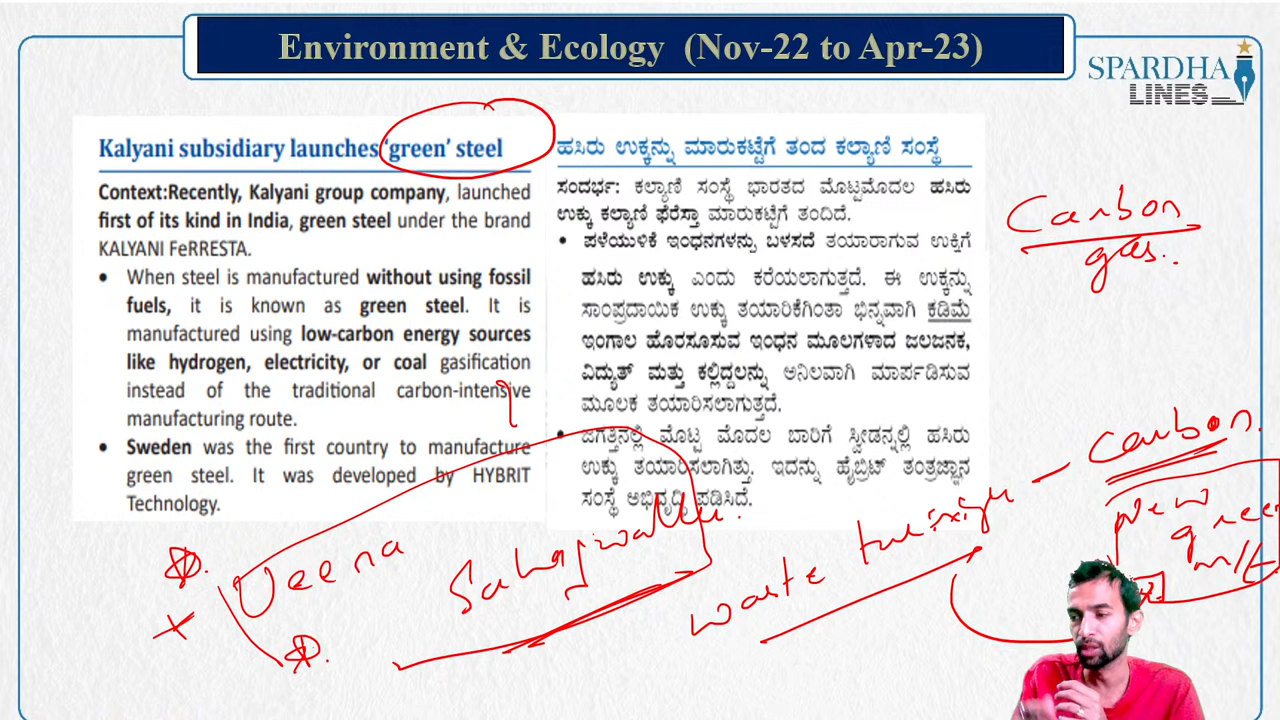 Environment & Ecology (Nov-22 to Apr-23)
SPARDHA
LINES
Kalyani subsidiary launches ‘green’ steel
Context:Recently, Kalyani group company, launched
first of its kind in India, green steel under the brand
KALYANI FeRRESTA.
• When steel is manufactured without using fossil
fuels, it is known as green steel. It is
manufactured using low-carbon energy sources
like hydrogen, electricity, or coal gasification
instead of the traditional carbon-intensive
manufacturing route.
• Sweden was the first country to manufacture
green steel. It was developed by HYBRIT
Technology.
ಹಸಿರು ಉಕ್ಕನ್ನು ಮಾರುಕಟ್ಟೆಗೆ ತಂದ ಕಲ್ಯಾಣಿ ಸಂಸ್ಥೆ
ಸಂದರ್ಭ: ಕಲ್ಯಾಣಿ ಸಂಸ್ಥೆ ಭಾರತದ ಮೊಟ್ಟಮೊದಲ ಹಸಿರು
ಉಕ್ಕು ಕಲ್ಯಾಣಿ ಫೆರೆಸ್ತಾ ಮಾರುಕಟ್ಟೆಗೆ ತಂದಿದೆ.
• ಪಳೆಯುಳಿಕೆ ಇಂಧನಗಳನ್ನು ಬಳಸದೆ ತಯಾರಾಗುವ ಉಕ್ಕಿಗೆ
ಹಸಿರು ಉಕ್ಕು ಎಂದು ಕರೆಯಲಾಗುತ್ತದೆ. ಈ ಉಕ್ಕನ್ನು
ಸಾಂಪ್ರದಾಯಿಕ ಉಕ್ಕು ತಯಾರಿಕೆಗಿಂತಾ ಭಿನ್ನವಾಗಿ ಕಡಿಮೆ
ಇಂಗಾಲ ಹೊರಸೂಸುವ ಇಂಧನ ಮೂಲಗಳಾದ ಜಲಜನಕ,
ವಿದ್ಯುತ್ ಮತ್ತು ಕಲ್ಲಿದ್ದಲನ್ನು ಅನಿಲವಾಗಿ ಮಾರ್ಪಡಿಸುವ
ಮೂಲಕ ತಯಾರಿಸಲಾಗುತ್ತದೆ.
• ಜಗತ್ತಿನಲ್ಲಿ ಮೊಟ್ಟ ಮೊದಲ ಬಾರಿಗೆ ಸ್ವೀಡನ್ನಲ್ಲಿ ಹಸಿರು
ಉಕ್ಕು ತಯಾರಿಸಲಾಗಿತ್ತು. ಇದನ್ನು ಹೈಬ್ರಿಟ್ ತಂತ್ರಜ್ಞಾನ
ಸಂಸ್ಥೆ ಅಭಿವೃದ್ಧಿ ಪಡಿಸಿದೆ.
Carbon
gas.
Veena Sahajwalla.
waste
Carbon.
New
green